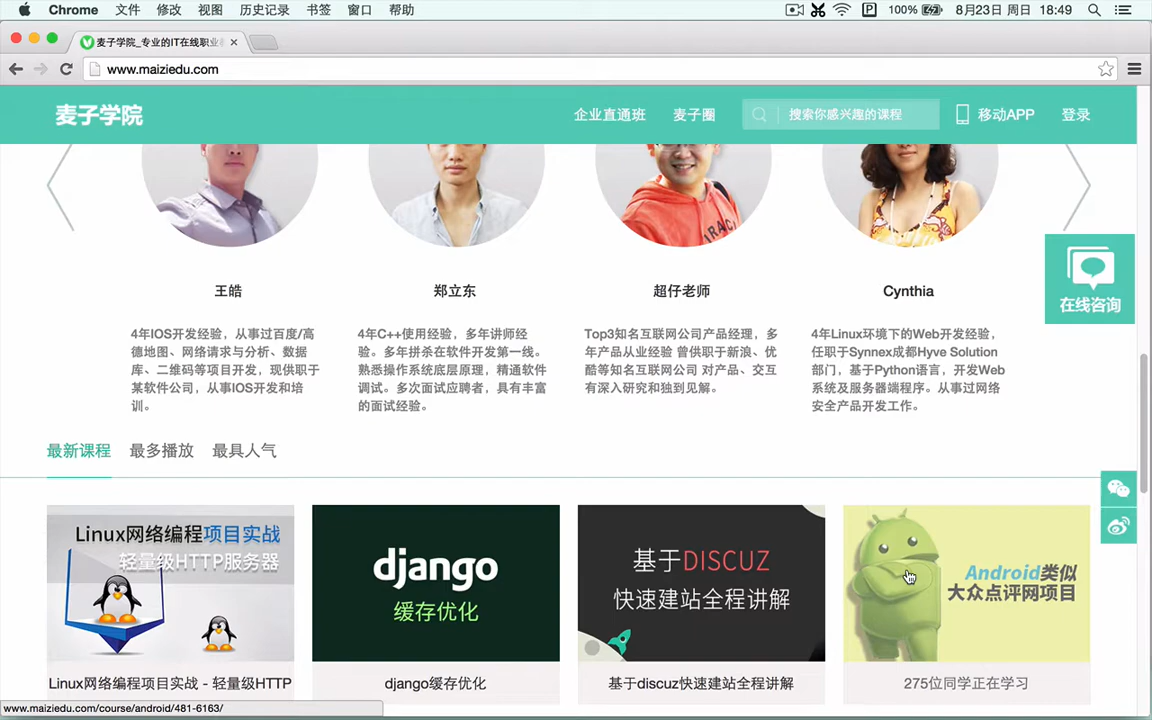 Chrome 文件 修改 视图 历史记录 书签 窗口 帮助 100% 8月23日 周日 18:49
麦子学院_专业的IT在线职业
www.maiziedu.com
麦子学院 企业直通班 麦子圈 搜索你感兴趣的课程 移动APP 登录
王皓
4年IOS开发经验，从事过百度/高
德地图、网络请求与分析、数据
库、二维码等项目开发，现供职于
某软件公司，从事IOS开发和培
训。
郑立东
4年C++使用经验，多年讲师经
验。多年拼杀在软件开发第一线。
熟悉操作系统底层原理，精通软件
调试。多次面试应聘者，具有丰富
的面试经验。
超仔老师
Top3知名互联网公司产品经理，多
年产品从业经验 曾供职于新浪、优
酷等知名互联网公司 对产品、交互
有深入研究和独到见解。
Cynthia
4年Linux环境下的Web开发经验，
任职于Synnex成都Hyve Solution
部门，基于Python语言，开发Web
系统及服务器端程序。从事过网络
安全产品开发工作。
在线咨询
最新课程 最多播放 最具人气
Linux网络编程项目实战
轻量级HTTP服务器
Linux网络编程项目实战 - 轻量级HTTP
django
缓存优化
django缓存优化
基于DISCUZ
快速建站全程讲解
基于discuz快速建站全程讲解
Android类似
大众点评网项目
275位同学正在学习
www.maiziedu.com/course/android/481-6163/